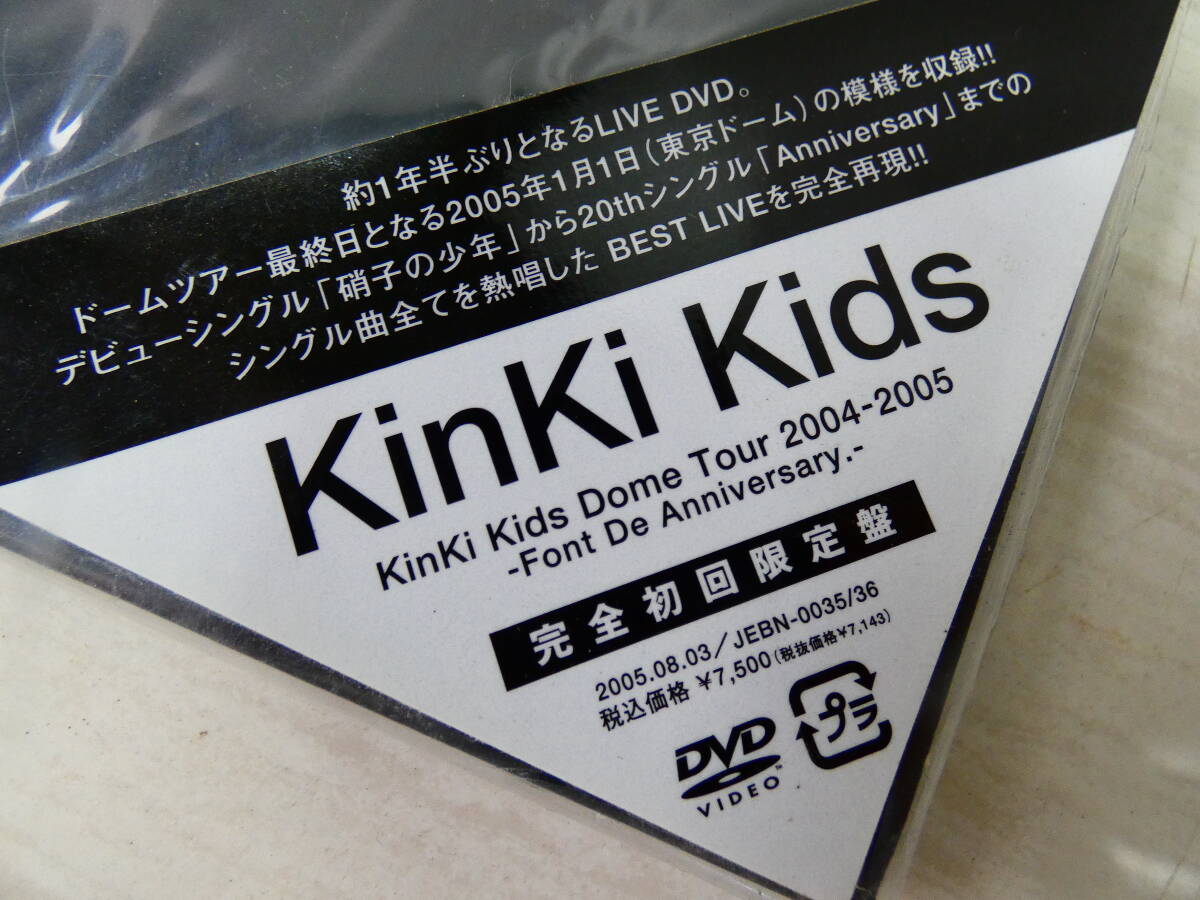 約1年半ぶりとなるLIVE DVD。
ドームツアー最終日となる2005年1月1日(東京ドーム)の模様を収録!!
デビューシングル「硝子の少年」から20thシングル「Anniversary」までの
シングル曲全てを熱唱した BEST LIVEを完全再現!!
KinKi Kids
KinKi Kids Dome Tour 2004-2005
-Font De Anniversary.-
完全初回限定盤
2005.08.03/JEBN-0035/36
税込価格 ¥7,500(税抜価格¥7,143)
DVD
VIDEO™
プラ